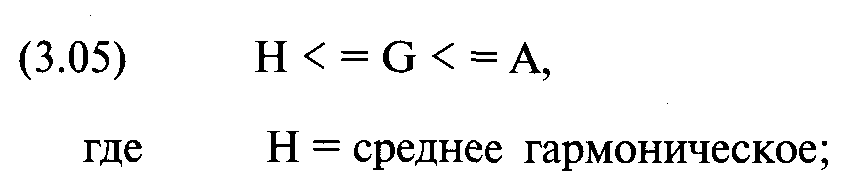 (3.05) H < = G < = A,
где H = среднее гармоническое;